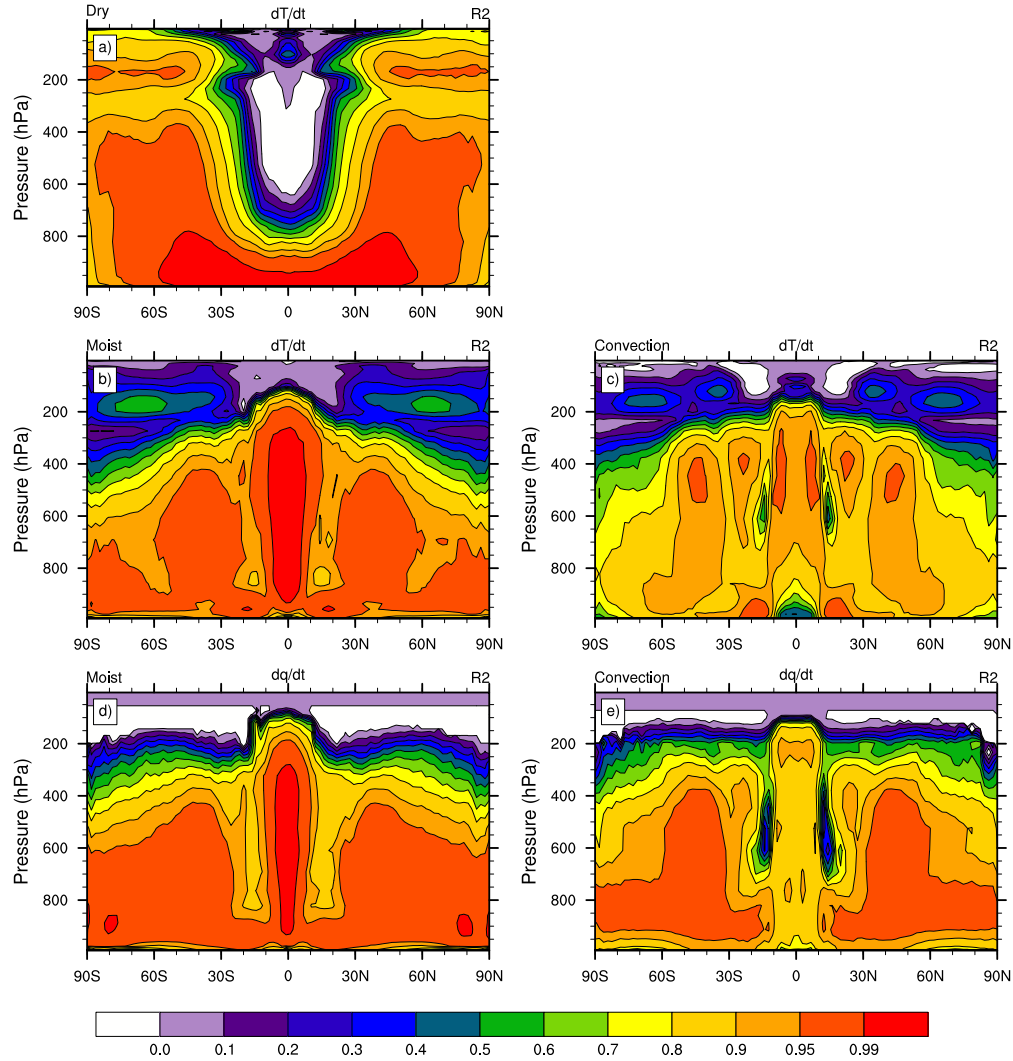 Dry dT/dt R2
a)
Pressure (hPa)
200
400
600
800
90S 60S 30S 0 30N 60N 90N
Moist dT/dt R2
b)
Pressure (hPa)
200
400
600
800
90S 60S 30S 0 30N 60N 90N
Convection dT/dt R2
c)
Pressure (hPa)
200
400
600
800
90S 60S 30S 0 30N 60N 90N
Moist dq/dt R2
d)
Pressure (hPa)
200
400
600
800
90S 60S 30S 0 30N 60N 90N
Convection dq/dt R2
e)
Pressure (hPa)
200
400
600
800
90S 60S 30S 0 30N 60N 90N
0.0 0.1 0.2 0.3 0.4 0.5 0.6 0.7 0.8 0.9 0.95 0.99